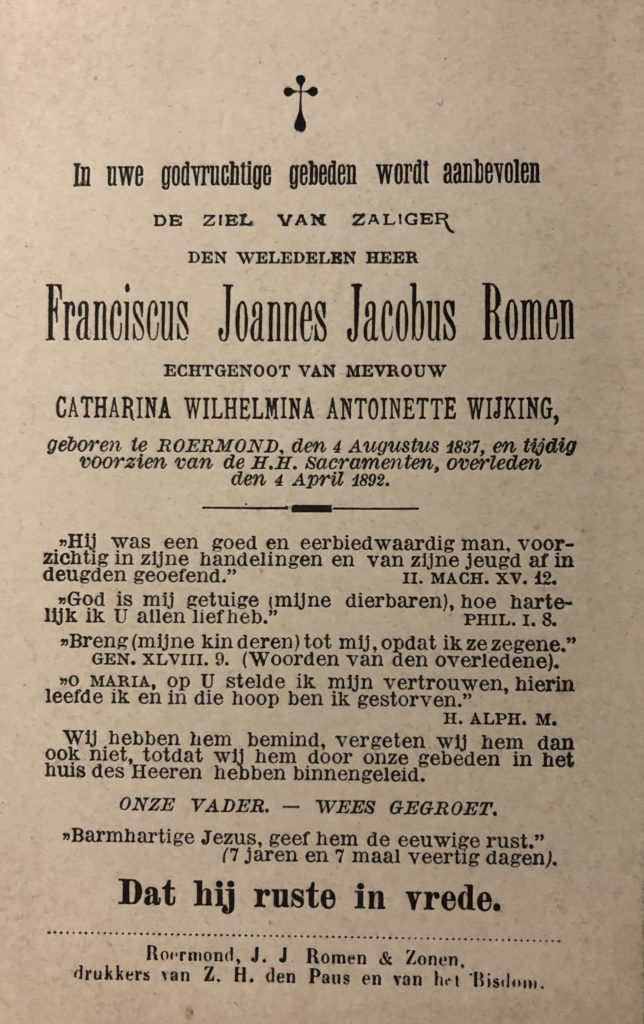 In uwe godvruchtige gebeden wordt aanbevolen
DE ZIEL VAN ZALIGER
DEN WELEDELEN HEER
Franciscus Joannes Jacobus Romen
ECHTGENOOT VAN MEVROUW
CATHARINA WILHELMINA ANTOINETTE WIJKING,
geboren te ROERMOND, den 4 Augustus 1837, en tijdig
voorzien van de H.H. Sacramenten, overleden
den 4 April 1892.
„Hij was een goed en eerbiedwaardig man, voor-
zichtig in zijne handelingen en van zijne jeugd af in
deugden geoefend.” II. MACH. XV. 12.
„God is mij getuige (mijne dierbaren), hoe harte-
lijk ik U allen lief heb.” PHIL. I. 8.
„Breng (mijne kinderen) tot mij, opdat ik ze zegene.”
GEN. XLVIII. 9. (Woorden van den overledene).
„O MARIA, op U stelde ik mijn vertrouwen, hierin
leefde ik en in die hoop ben ik gestorven.”
H. ALPH. M.
Wij hebben hem bemind, vergeten wij hem dan
ook niet, totdat wij hem door onze gebeden in het
huis des Heeren hebben binnengeleid.
ONZE VADER. — WEES GEGROET.
„Barmhartige Jezus, geef hem de eeuwige rust.”
(7 jaren en 7 maal veertig dagen).
Dat hij ruste in vrede.
Roermond, J. J Romen & Zonen,
drukkers van Z. H. den Paus en van het Bisdom.